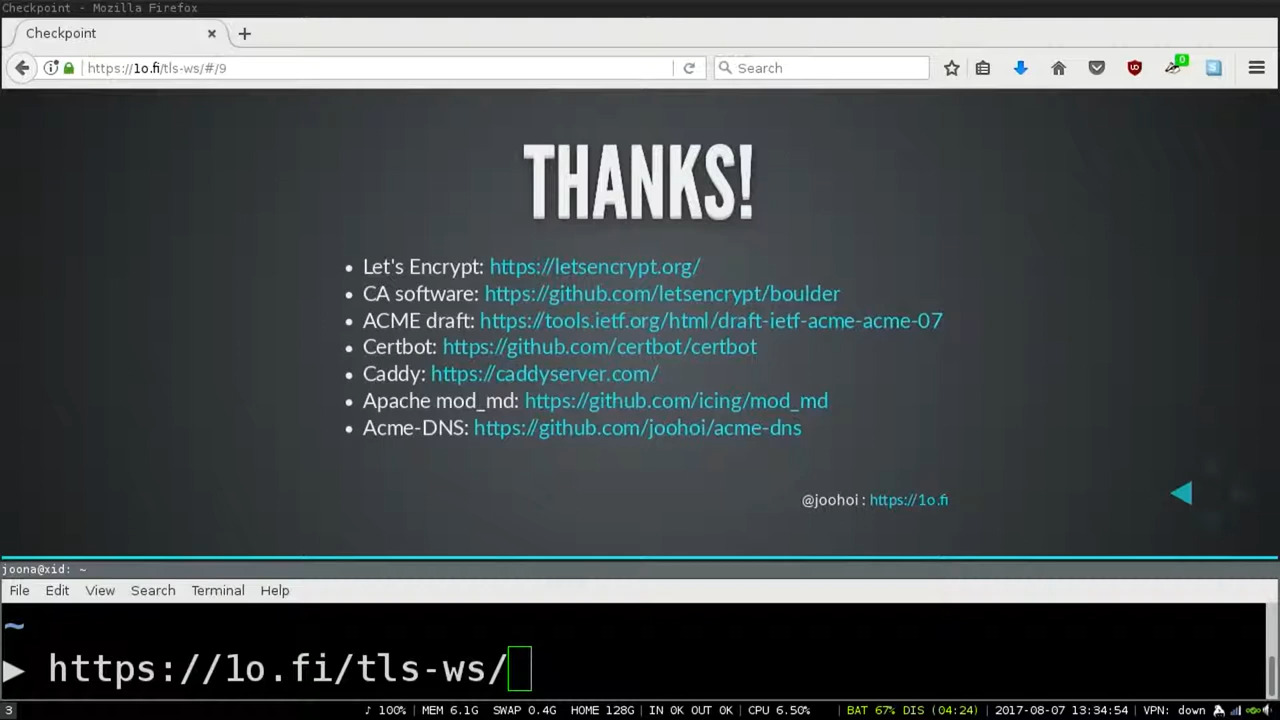 Checkpoint - Mozilla Firefox
Checkpoint
https://1o.fi/tls-ws/#/9
Search
0
THANKS!
Let's Encrypt: https://letsencrypt.org/
CA software: https://github.com/letsencrypt/boulder
ACME draft: https://tools.ietf.org/html/draft-ietf-acme-acme-07
Certbot: https://github.com/certbot/certbot
Caddy: https://caddyserver.com/
Apache mod_md: https://github.com/icing/mod_md
Acme-DNS: https://github.com/joohoi/acme-dns
@joohoi : https://1o.fi
joona@xid: ~
File Edit View Search Terminal Help
~
https://1o.fi/tls-ws/
3 ♪ 100% | MEM 6.1G | SWAP 0.4G | HOME 128G | IN OK OUT OK | CPU 6.50% | BAT 67% DIS (04:24) | 2017-08-07 13:34:54 | VPN: down